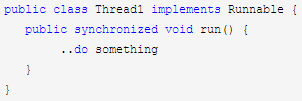 public class Thread1 implements Runnable {
public synchronized void run() {
..do something
}
}